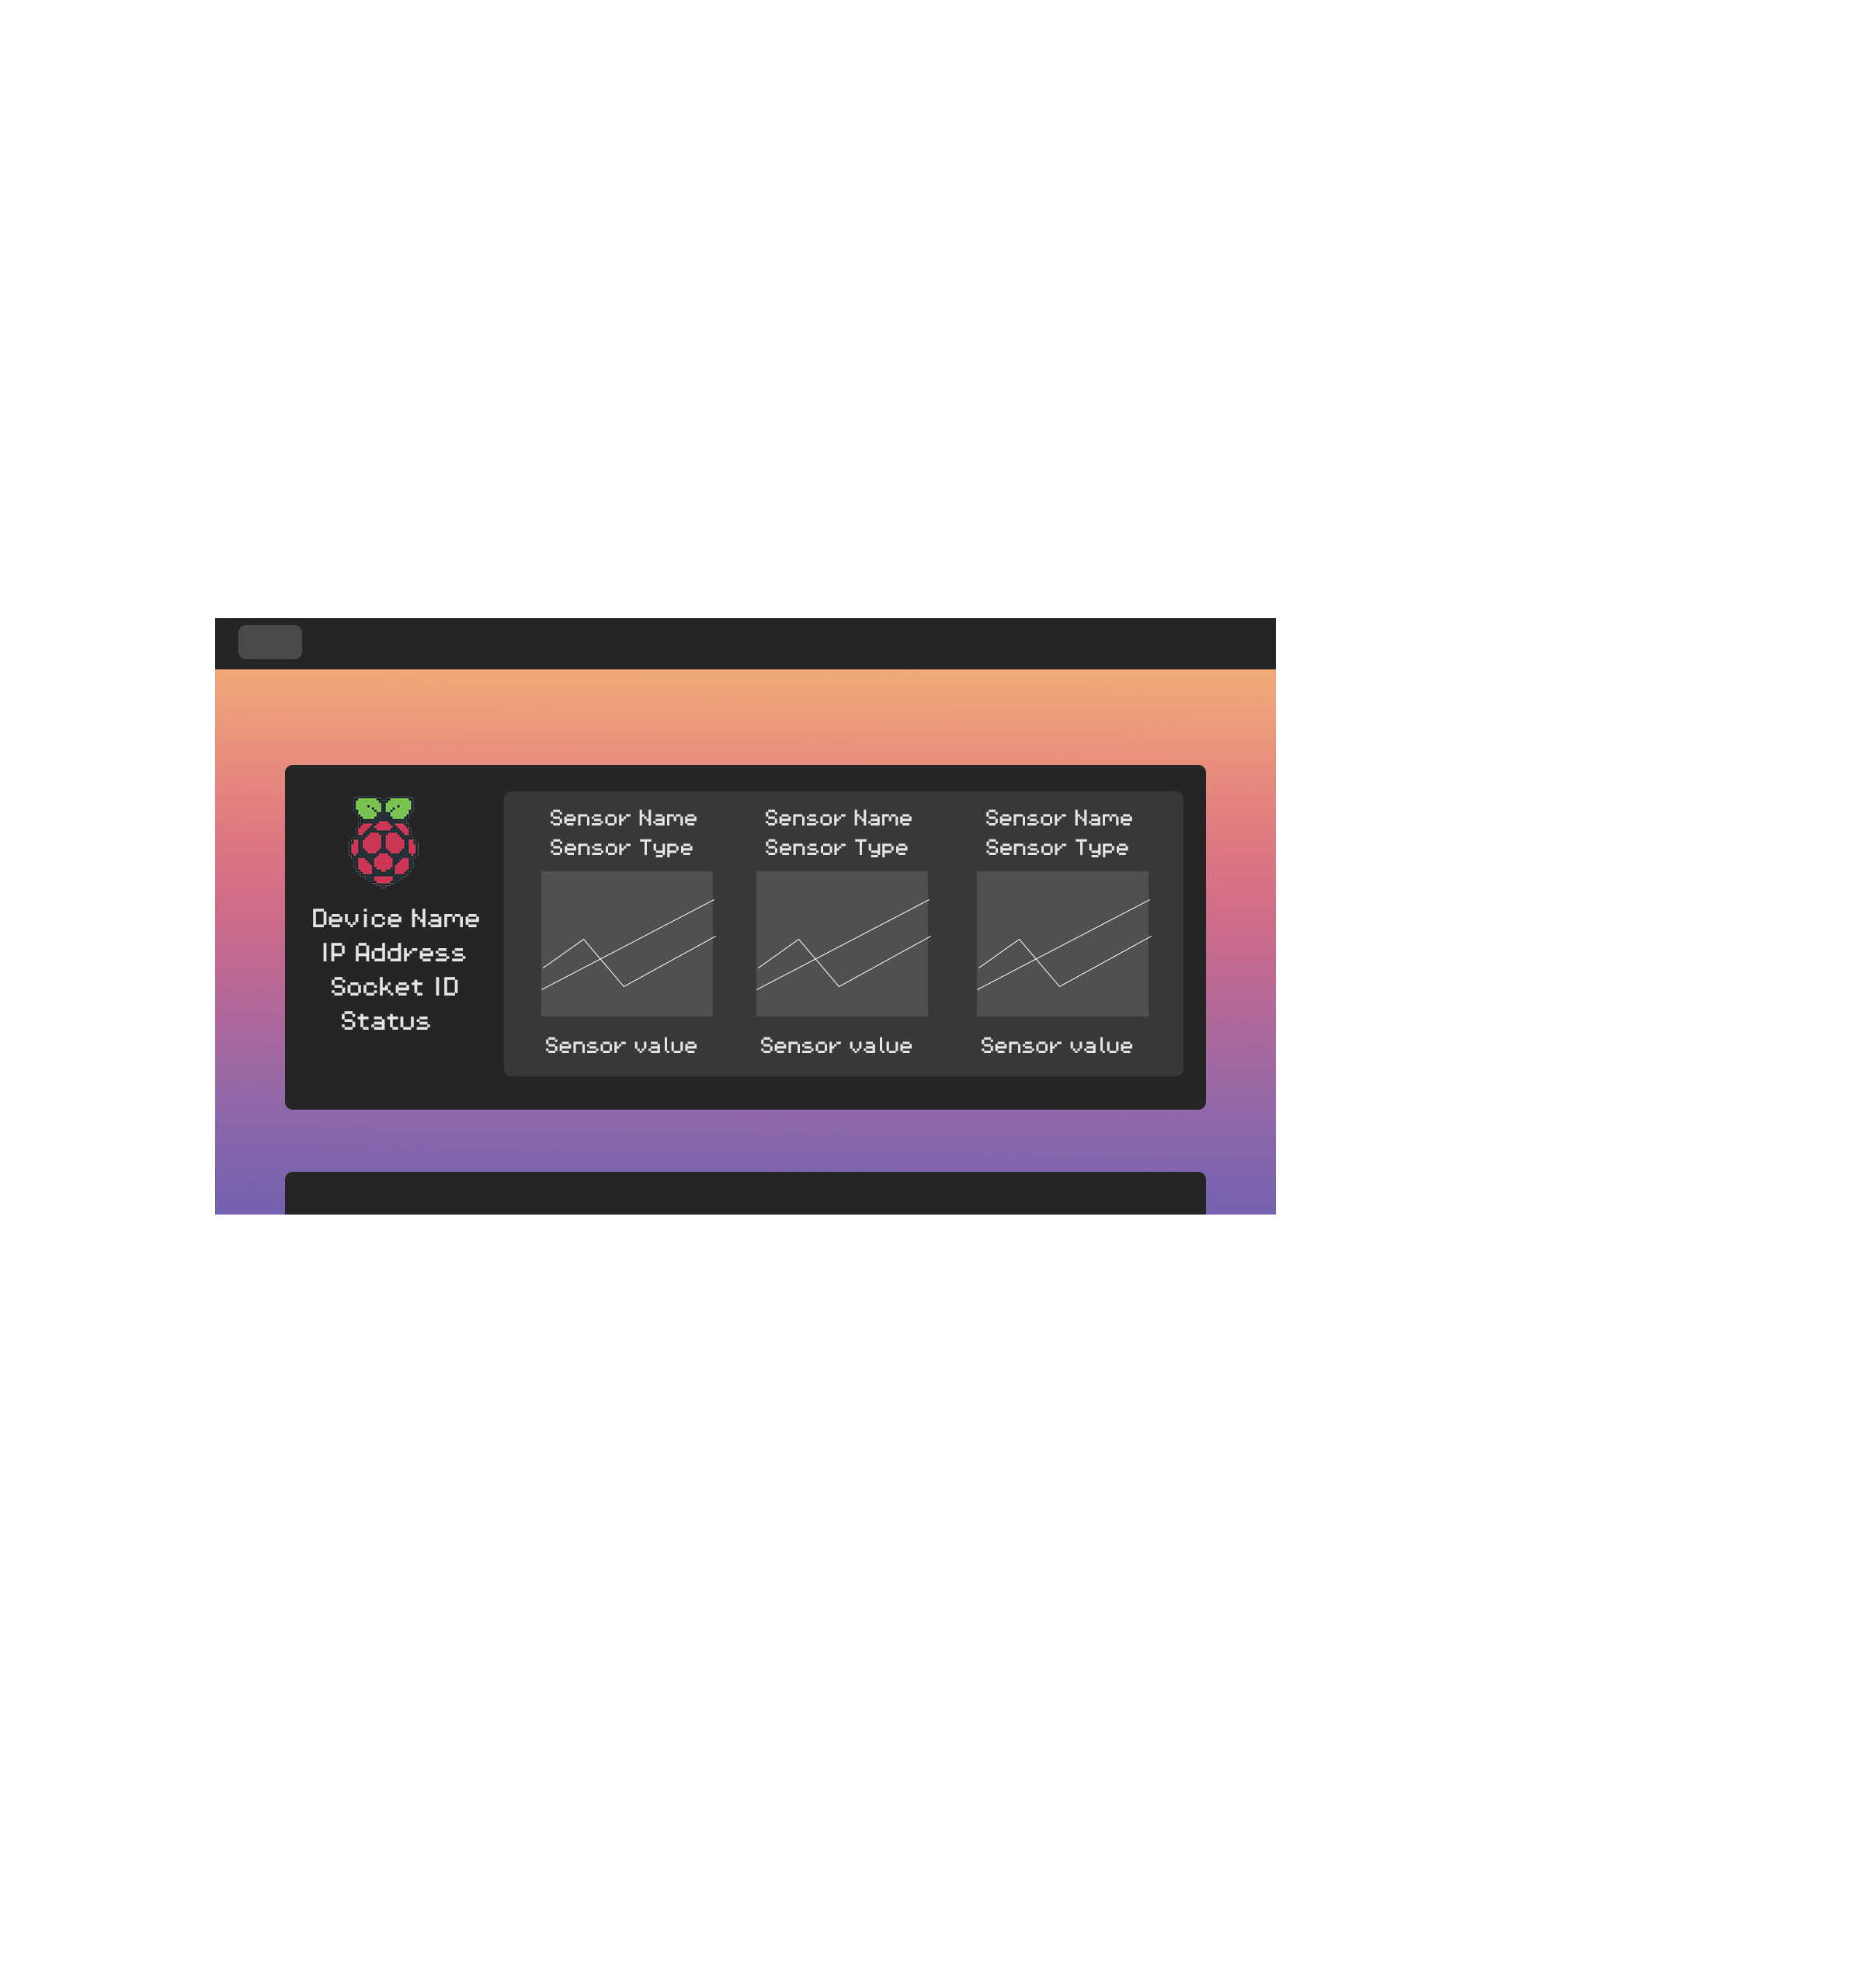 Device Name
IP Address
Socket ID
Status
Sensor Name
Sensor Type
Sensor value
Sensor Name
Sensor Type
Sensor value
Sensor Name
Sensor Type
Sensor value